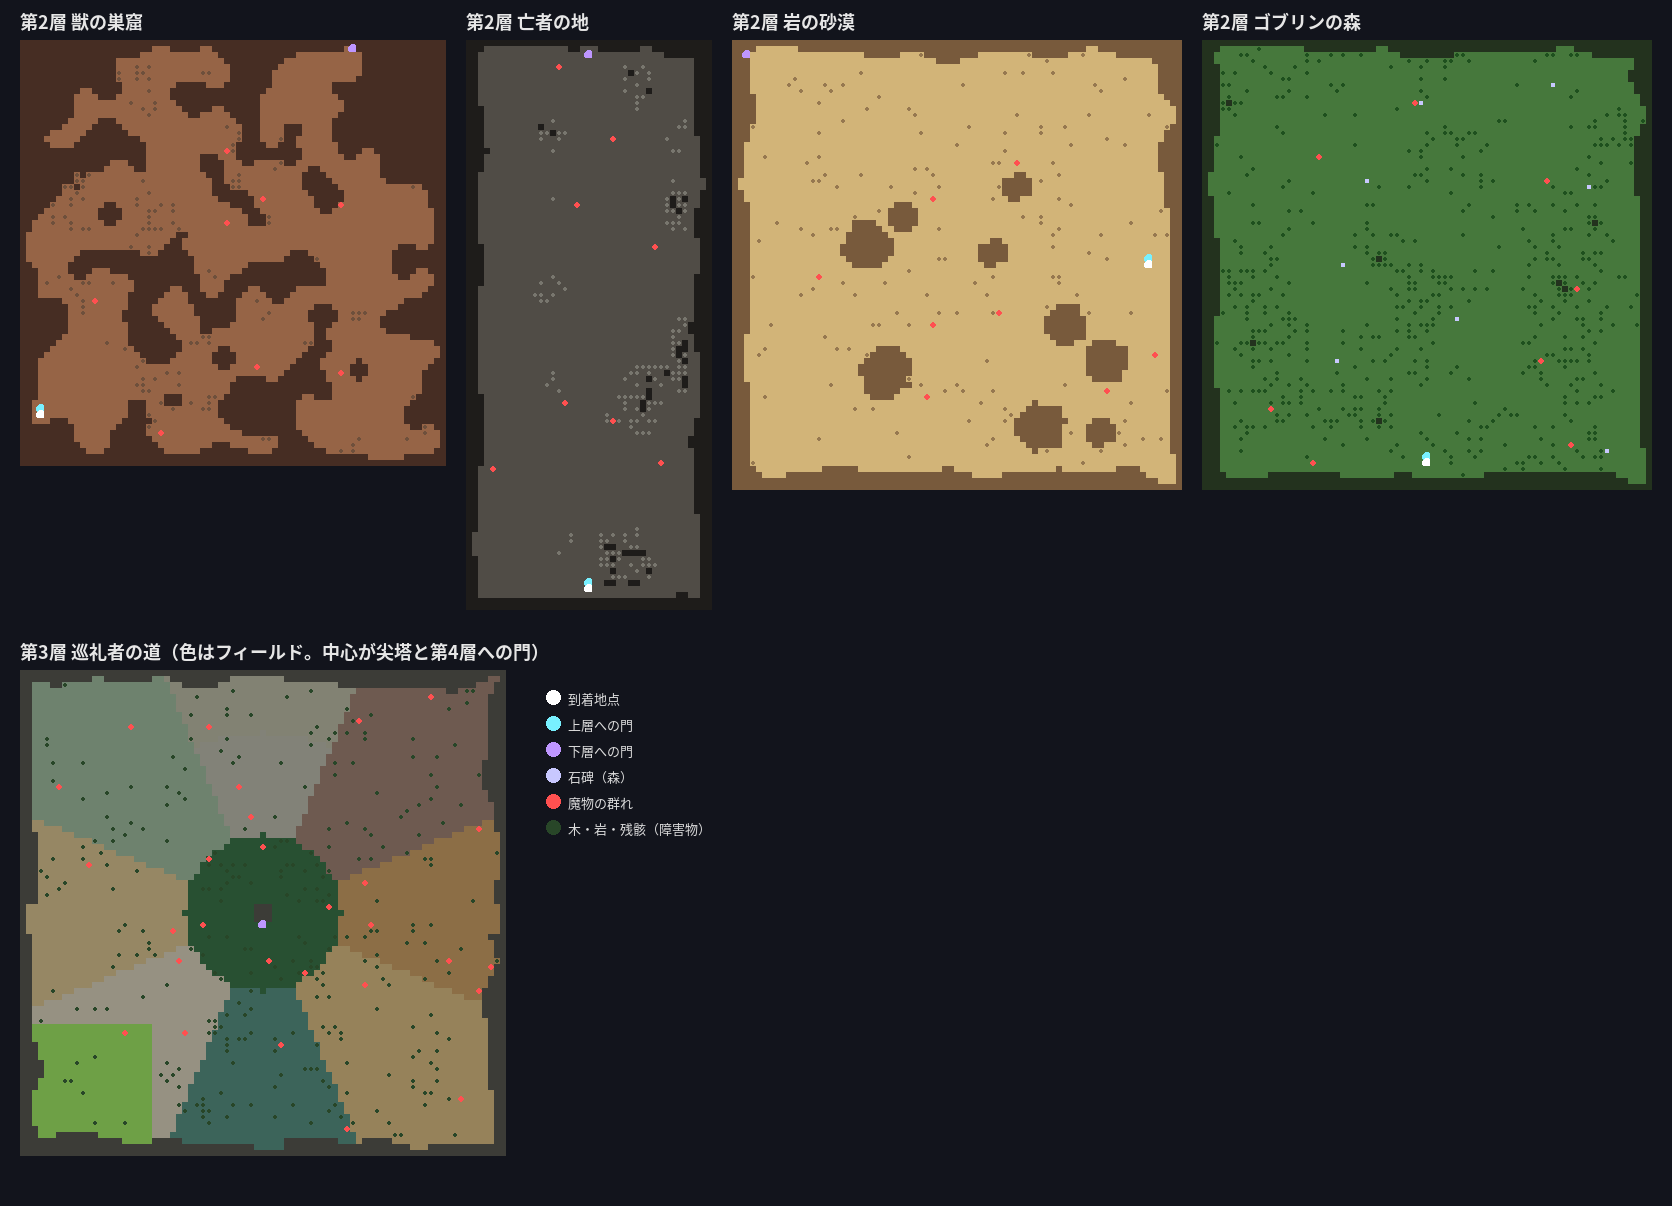 第2層 獣の巣窟
第2層 亡者の地
第2層 岩の砂漠
第2層 ゴブリンの森
第3層 巡礼者の道（色はフィールド。中心が尖塔と第4層への門）
到着地点
上層への門
下層への門
石碑（森）
魔物の群れ
木・岩・残骸（障害物）